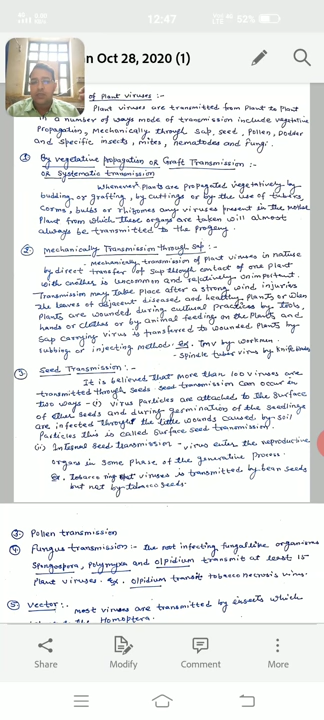 12:47
52%
n Oct 28, 2020 (1)
of Plant viruses :-
Plant viruses are transmitted from Plant to Plant
in a number of ways mode of transmission include vegetative
Propagation, Mechanically through Sap, seed, Pollen, Dodder
and specific insects, mites, nematodes and Fungi.
① By vegetative propagation OR Graft Transmission :-
OR Systematic transmission
Whenever Plants are propagated vegetatively by
budding or grafting, by cuttings or by the use of tubers,
Corms, bulbs or rhizomes any viruses present in the mother
Plant from which these organs are taken will almost
always be transmitted to the progeny.
② Mechanically Transmission through Sap :-
Mechanically transmission of Plant viruses in nature
by direct transfer of Sap through contact of one plant
with another is uncommon and relatively unimportant.
Transmission may take place after a strong wind injuries
the leaves of adjacent diseased and healthy Plants or when
Plants are wounded during cultural practices by tools,
hands or clothes or by animal feeding on the Plants and
Sap carrying virus is transfered to wounded Plants by
rubbing or injecting method. Ex. TMV by workmen.
- Spindle tuber virus by Knife blades
③ Seed Transmission :-
It is believed that more than 100 viruses are
transmitted through seeds. seed transmission can occur in
two ways - (i) virus particles are attached to the surface
of the seeds and during germination of the seedlings
are infected throught the little wounds caused by soil
Particles this is called Surface seed transmission.
(ii) Internal Seed transmission - virus enter the reproductive
organs in some phase of the generative process.
Ex. Tobacco ring viruses is transmitted by bean seeds
but not by tobacco seeds.
③ Pollen transmission
④ Fungus transmission :- the root infecting fungal like organisms
Spongospora, Polymyxa and Olpidium transmit at least 15
Plant viruses. Ex. Olpidium transmit tobacco necrosis virus.
⑤ Vector :- Most viruses are transmitted by insects which
the Homoptera.
Share
Modify
Comment
More